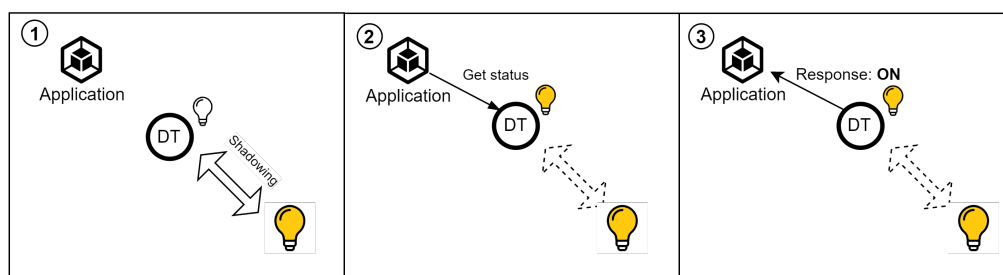 1
Application
DT
Shadowing
2
Application
Get status
DT
3
Application
Response: ON
DT